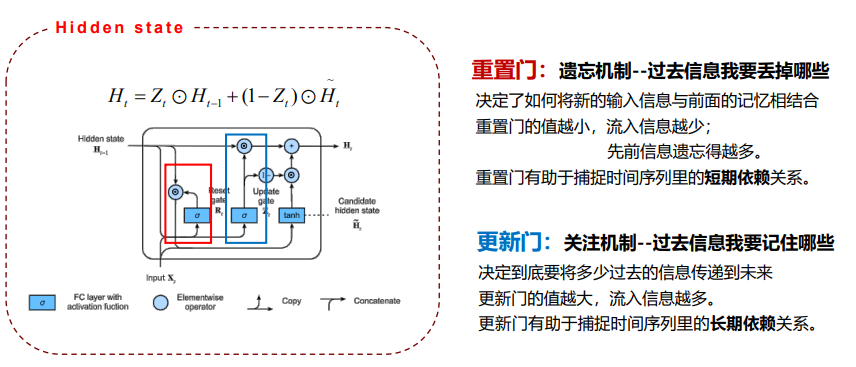 Hidden state
H_t = Z_t ⊙ H_{t-1} + (1 - Z_t) ⊙ H̃_t
Hidden state
H_{t-1}
H_t
1-
Reset
gate
R_t
Update
gate
Z_t
σ
σ
tanh
Candidate
hidden state
H̃_t
Input X_t
σ
FC layer with
activation fuction
Elementwise
operator
Copy
Concatenate
重置门：遗忘机制--过去信息我要丢掉哪些
决定了如何将新的输入信息与前面的记忆相结合
重置门的值越小，流入信息越少；
先前信息遗忘得越多。
重置门有助于捕捉时间序列里的短期依赖关系。
更新门：关注机制--过去信息我要记住哪些
决定到底要将多少过去的信息传递到未来
更新门的值越大，流入信息越多。
更新门有助于捕捉时间序列里的长期依赖关系。